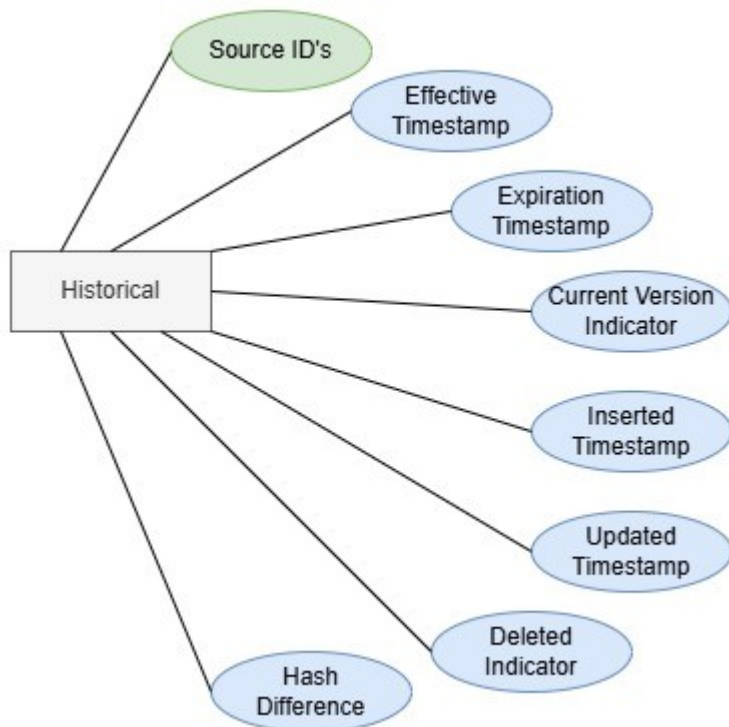 Source ID's
Effective
Timestamp
Expiration
Timestamp
Historical
Current Version
Indicator
Inserted
Timestamp
Updated
Timestamp
Deleted
Indicator
Hash
Difference